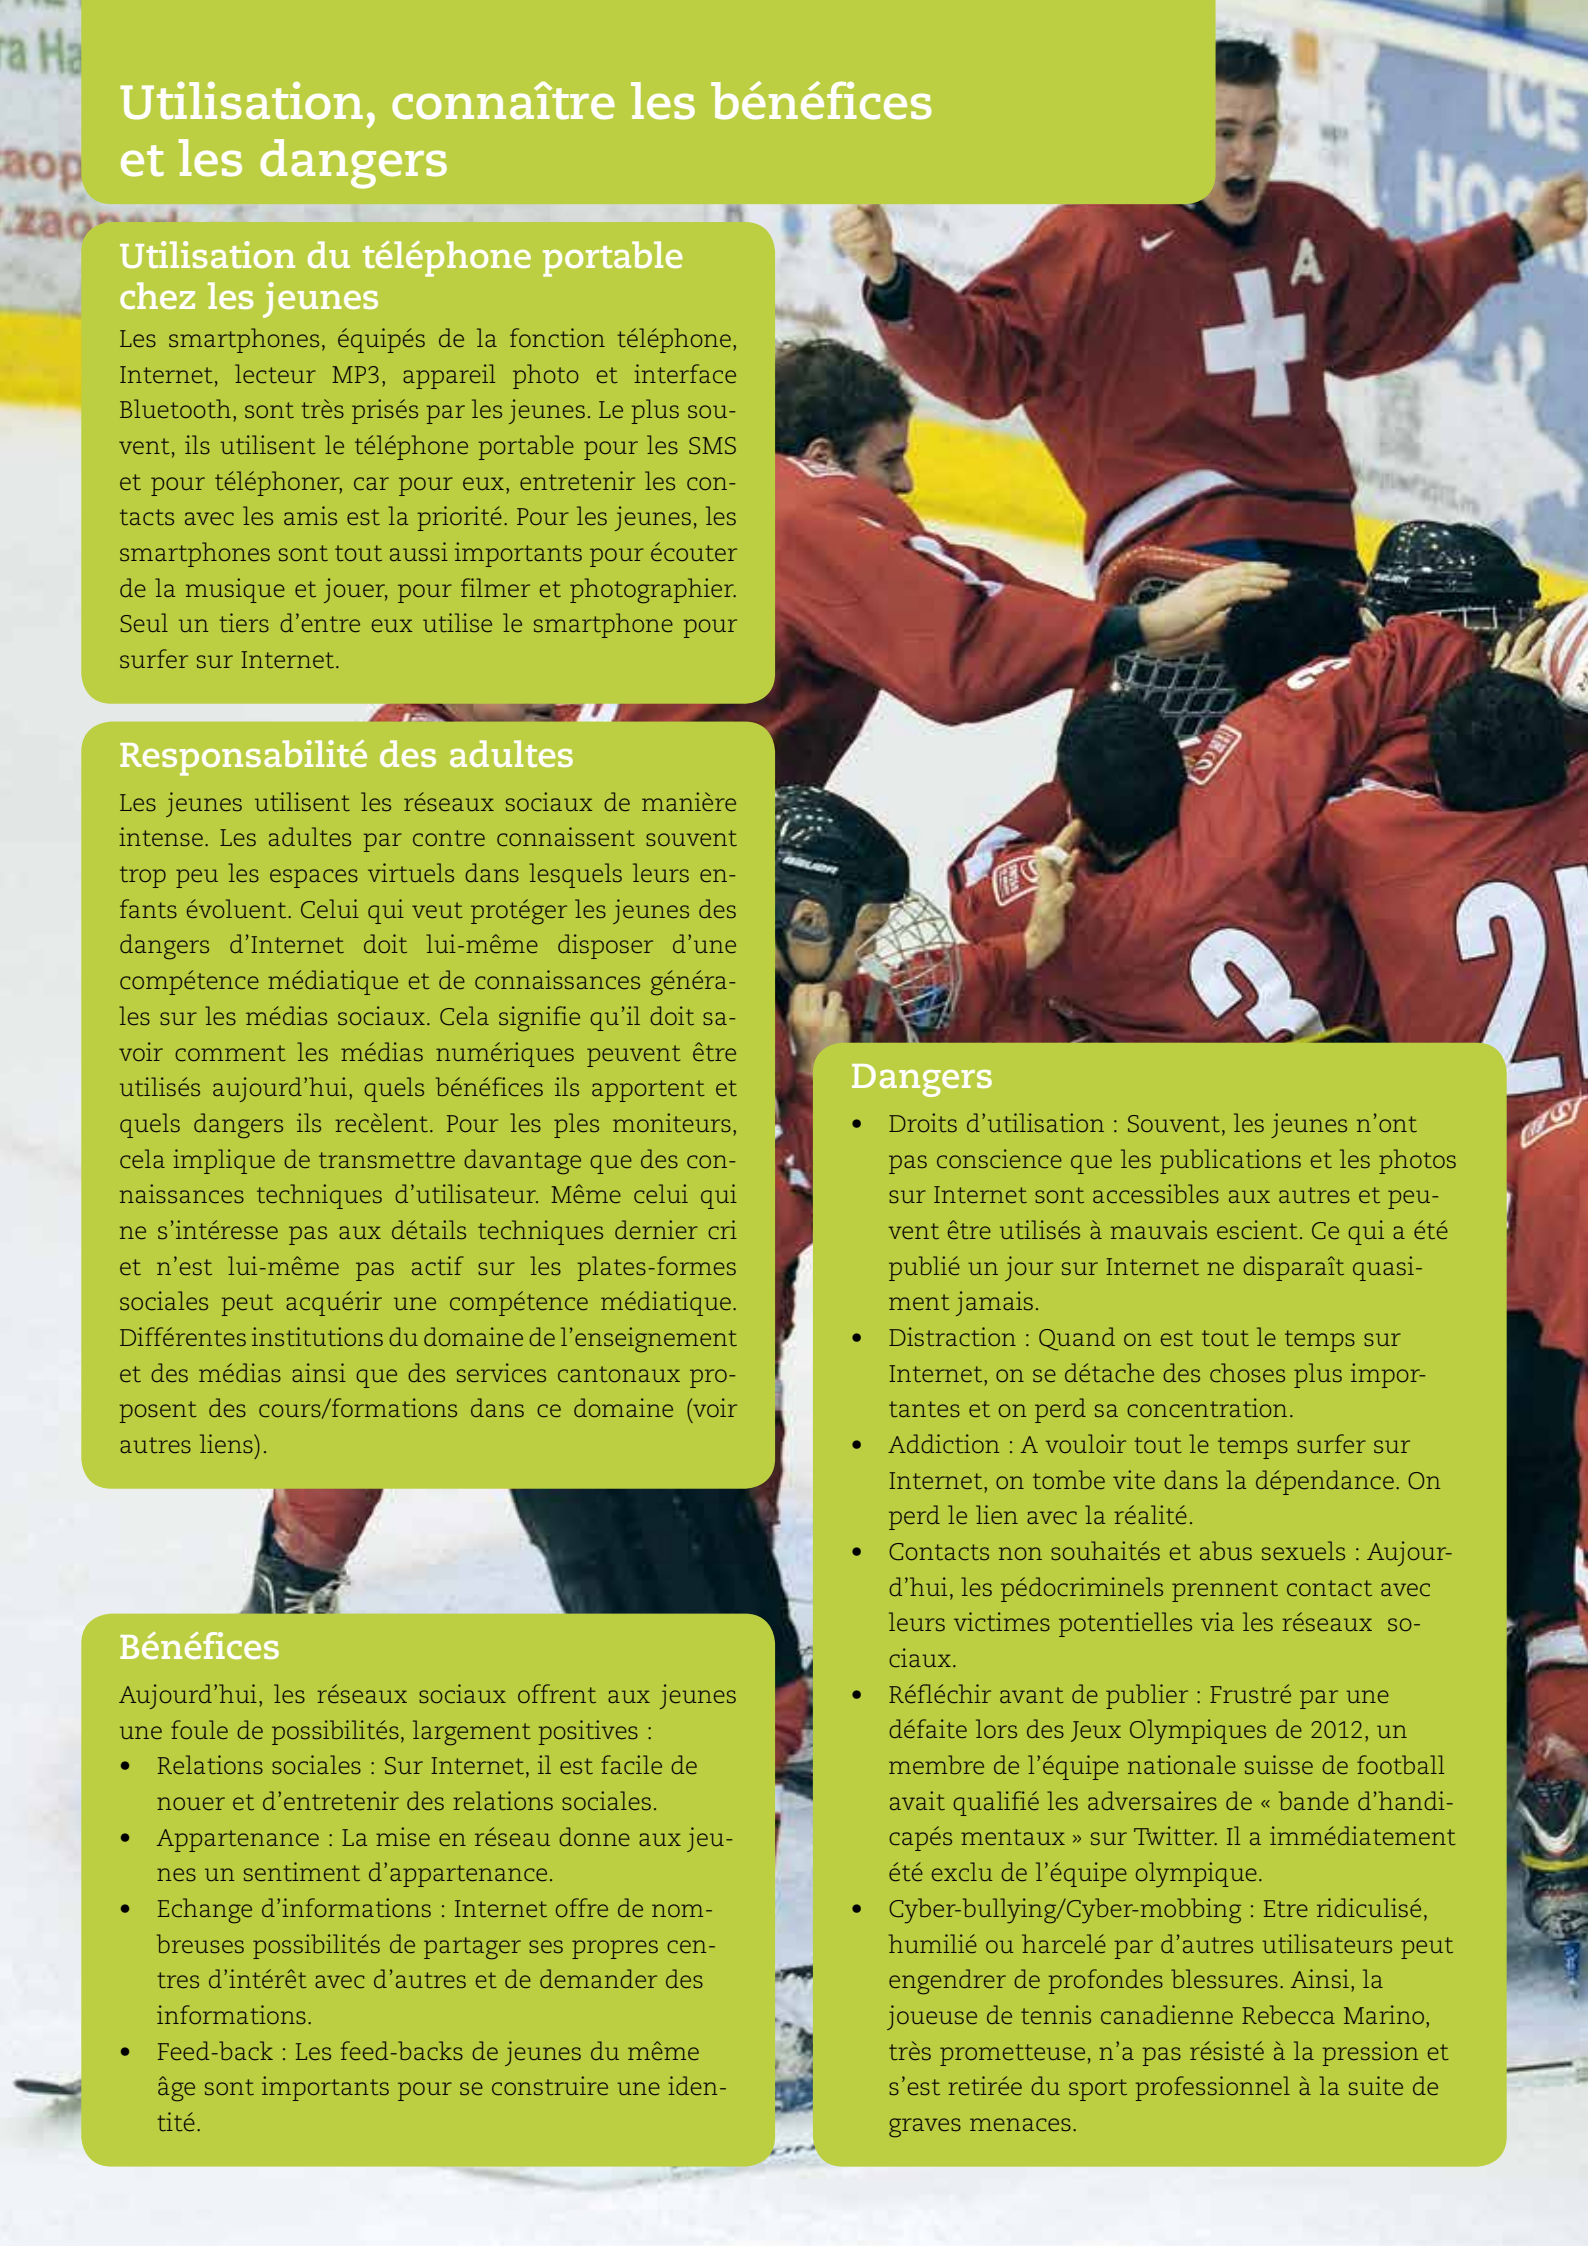 Utilisation, connaître les bénéfices
et les dangers
Utilisation du téléphone portable
chez les jeunes
Les smartphones, équipés de la fonction téléphone,
Internet, lecteur MP3, appareil photo et interface
Bluetooth, sont très prisés par les jeunes. Le plus sou-
vent, ils utilisent le téléphone portable pour les SMS
et pour téléphoner, car pour eux, entretenir les con-
tacts avec les amis est la priorité. Pour les jeunes, les
smartphones sont tout aussi importants pour écouter
de la musique et jouer, pour filmer et photographier.
Seul un tiers d'entre eux utilise le smartphone pour
surfer sur Internet.
Responsabilité des adultes
Les jeunes utilisent les réseaux sociaux de manière
intense. Les adultes par contre connaissent souvent
trop peu les espaces virtuels dans lesquels leurs en-
fants évoluent. Celui qui veut protéger les jeunes des
dangers d'Internet doit lui-même disposer d'une
compétence médiatique et de connaissances généra-
les sur les médias sociaux. Cela signifie qu'il doit sa-
voir comment les médias numériques peuvent être
utilisés aujourd'hui, quels bénéfices ils apportent et
quels dangers ils recèlent. Pour les ples moniteurs,
cela implique de transmettre davantage que des con-
naissances techniques d'utilisateur. Même celui qui
ne s'intéresse pas aux détails techniques dernier cri
et n'est lui-même pas actif sur les plates-formes
sociales peut acquérir une compétence médiatique.
Différentes institutions du domaine de l'enseignement
et des médias ainsi que des services cantonaux pro-
posent des cours/formations dans ce domaine (voir
autres liens).
Bénéfices
Aujourd'hui, les réseaux sociaux offrent aux jeunes
une foule de possibilités, largement positives :
• Relations sociales : Sur Internet, il est facile de
nouer et d'entretenir des relations sociales.
• Appartenance : La mise en réseau donne aux jeu-
nes un sentiment d'appartenance.
• Echange d'informations : Internet offre de nom-
breuses possibilités de partager ses propres cen-
tres d'intérêt avec d'autres et de demander des
informations.
• Feed-back : Les feed-backs de jeunes du même
âge sont importants pour se construire une iden-
tité.
Dangers
• Droits d'utilisation : Souvent, les jeunes n'ont
pas conscience que les publications et les photos
sur Internet sont accessibles aux autres et peu-
vent être utilisés à mauvais escient. Ce qui a été
publié un jour sur Internet ne disparaît quasi-
ment jamais.
• Distraction : Quand on est tout le temps sur
Internet, on se détache des choses plus impor-
tantes et on perd sa concentration.
• Addiction : A vouloir tout le temps surfer sur
Internet, on tombe vite dans la dépendance. On
perd le lien avec la réalité.
• Contacts non souhaités et abus sexuels : Aujour-
d'hui, les pédocriminels prennent contact avec
leurs victimes potentielles via les réseaux so-
ciaux.
• Réfléchir avant de publier : Frustré par une
défaite lors des Jeux Olympiques de 2012, un
membre de l'équipe nationale suisse de football
avait qualifié les adversaires de « bande d'handi-
capés mentaux » sur Twitter. Il a immédiatement
été exclu de l'équipe olympique.
• Cyber-bullying/Cyber-mobbing : Etre ridiculisé,
humilié ou harcelé par d'autres utilisateurs peut
engendrer de profondes blessures. Ainsi, la
joueuse de tennis canadienne Rebecca Marino,
très prometteuse, n'a pas résisté à la pression et
s'est retirée du sport professionnel à la suite de
graves menaces.
ICE
A
BAUER
3
3